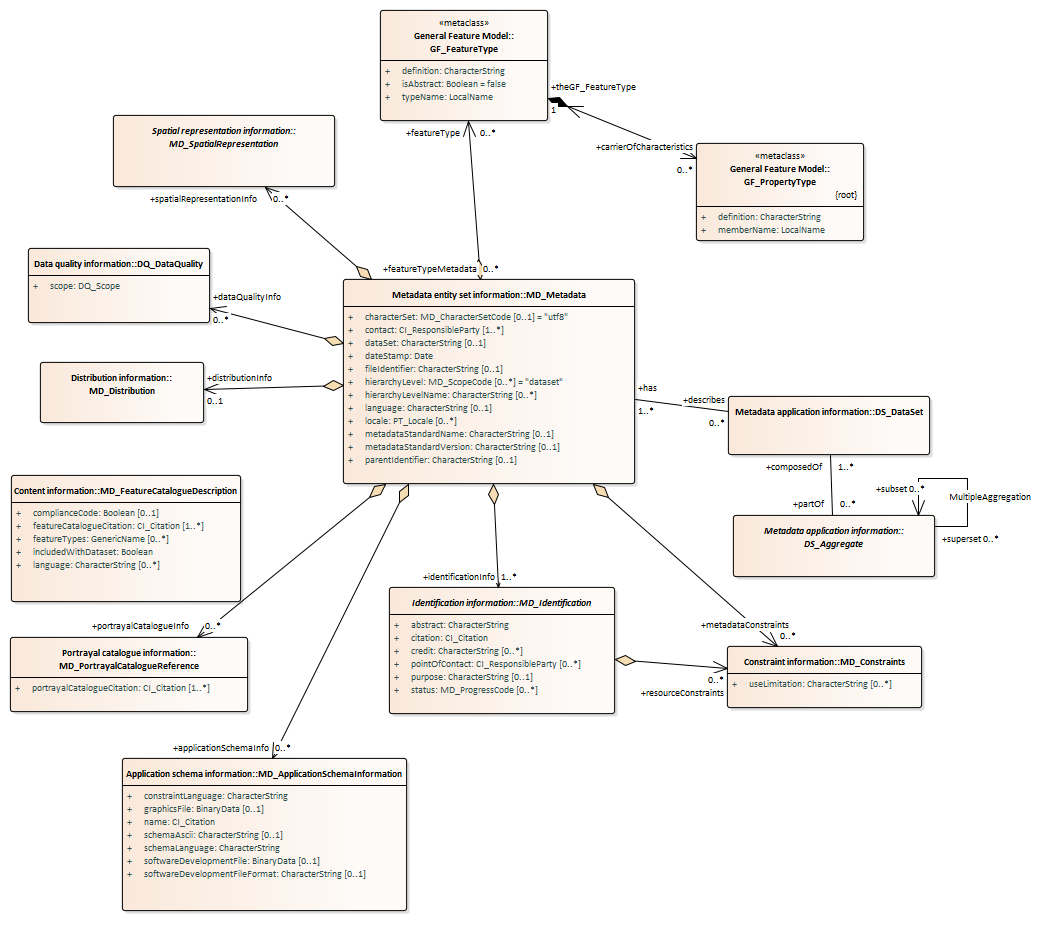 «metaclass»
General Feature Model::
GF_FeatureType
+ definition: CharacterString
+ isAbstract: Boolean = false
+ typeName: LocalName
+theGF_FeatureType
1
+carrierOfCharacteristics
0..*
«metaclass»
General Feature Model::
GF_PropertyType
{root}
+ definition: CharacterString
+ memberName: LocalName
+featureType 0..*
Spatial representation information::
MD_SpatialRepresentation
+spatialRepresentationInfo 0..*
+featureTypeMetadata 0..*
Data quality information::DQ_DataQuality
+ scope: DQ_Scope
+dataQualityInfo
0..*
Distribution information::
MD_Distribution
+distributionInfo
0..1
Metadata entity set information::MD_Metadata
+ characterSet: MD_CharacterSetCode [0..1] = "utf8"
+ contact: CI_ResponsibleParty [1..*]
+ dataSet: CharacterString [0..1]
+ dateStamp: Date
+ fileIdentifier: CharacterString [0..1]
+ hierarchyLevel: MD_ScopeCode [0..*] = "dataset"
+ hierarchyLevelName: CharacterString [0..*]
+ language: CharacterString [0..1]
+ locale: PT_Locale [0..*]
+ metadataStandardName: CharacterString [0..1]
+ metadataStandardVersion: CharacterString [0..1]
+ parentIdentifier: CharacterString [0..1]
+has
1..*
+describes
0..*
Metadata application information::DS_DataSet
+composedOf 1..*
+partOf 0..*
+subset 0..*
MultipleAggregation
+superset 0..*
Metadata application information::
DS_Aggregate
Content information::MD_FeatureCatalogueDescription
+ complianceCode: Boolean [0..1]
+ featureCatalogueCitation: CI_Citation [1..*]
+ featureTypes: GenericName [0..*]
+ includedWithDataset: Boolean
+ language: CharacterString [0..*]
+portrayalCatalogueInfo 0..*
Portrayal catalogue information::
MD_PortrayalCatalogueReference
+ portrayalCatalogueCitation: CI_Citation [1..*]
+identificationInfo 1..*
Identification information::MD_Identification
+ abstract: CharacterString
+ citation: CI_Citation
+ credit: CharacterString [0..*]
+ pointOfContact: CI_ResponsibleParty [0..*]
+ purpose: CharacterString [0..1]
+ status: MD_ProgressCode [0..*]
+metadataConstraints
0..*
Constraint information::MD_Constraints
+ useLimitation: CharacterString [0..*]
0..*
+resourceConstraints
+applicationSchemaInfo 0..*
Application schema information::MD_ApplicationSchemaInformation
+ constraintLanguage: CharacterString
+ graphicsFile: BinaryData [0..1]
+ name: CI_Citation
+ schemaAscii: CharacterString [0..1]
+ schemaLanguage: CharacterString
+ softwareDevelopmentFile: BinaryData [0..1]
+ softwareDevelopmentFileFormat: CharacterString [0..1]